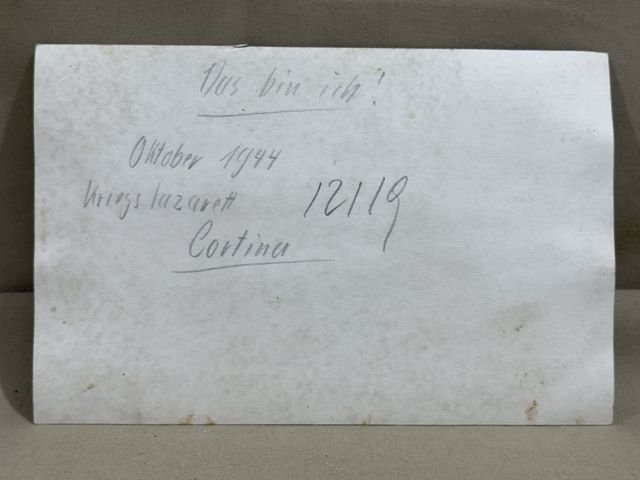 Das bin ich!
Oktober 1944
Kriegslazarett 12119
Cortina